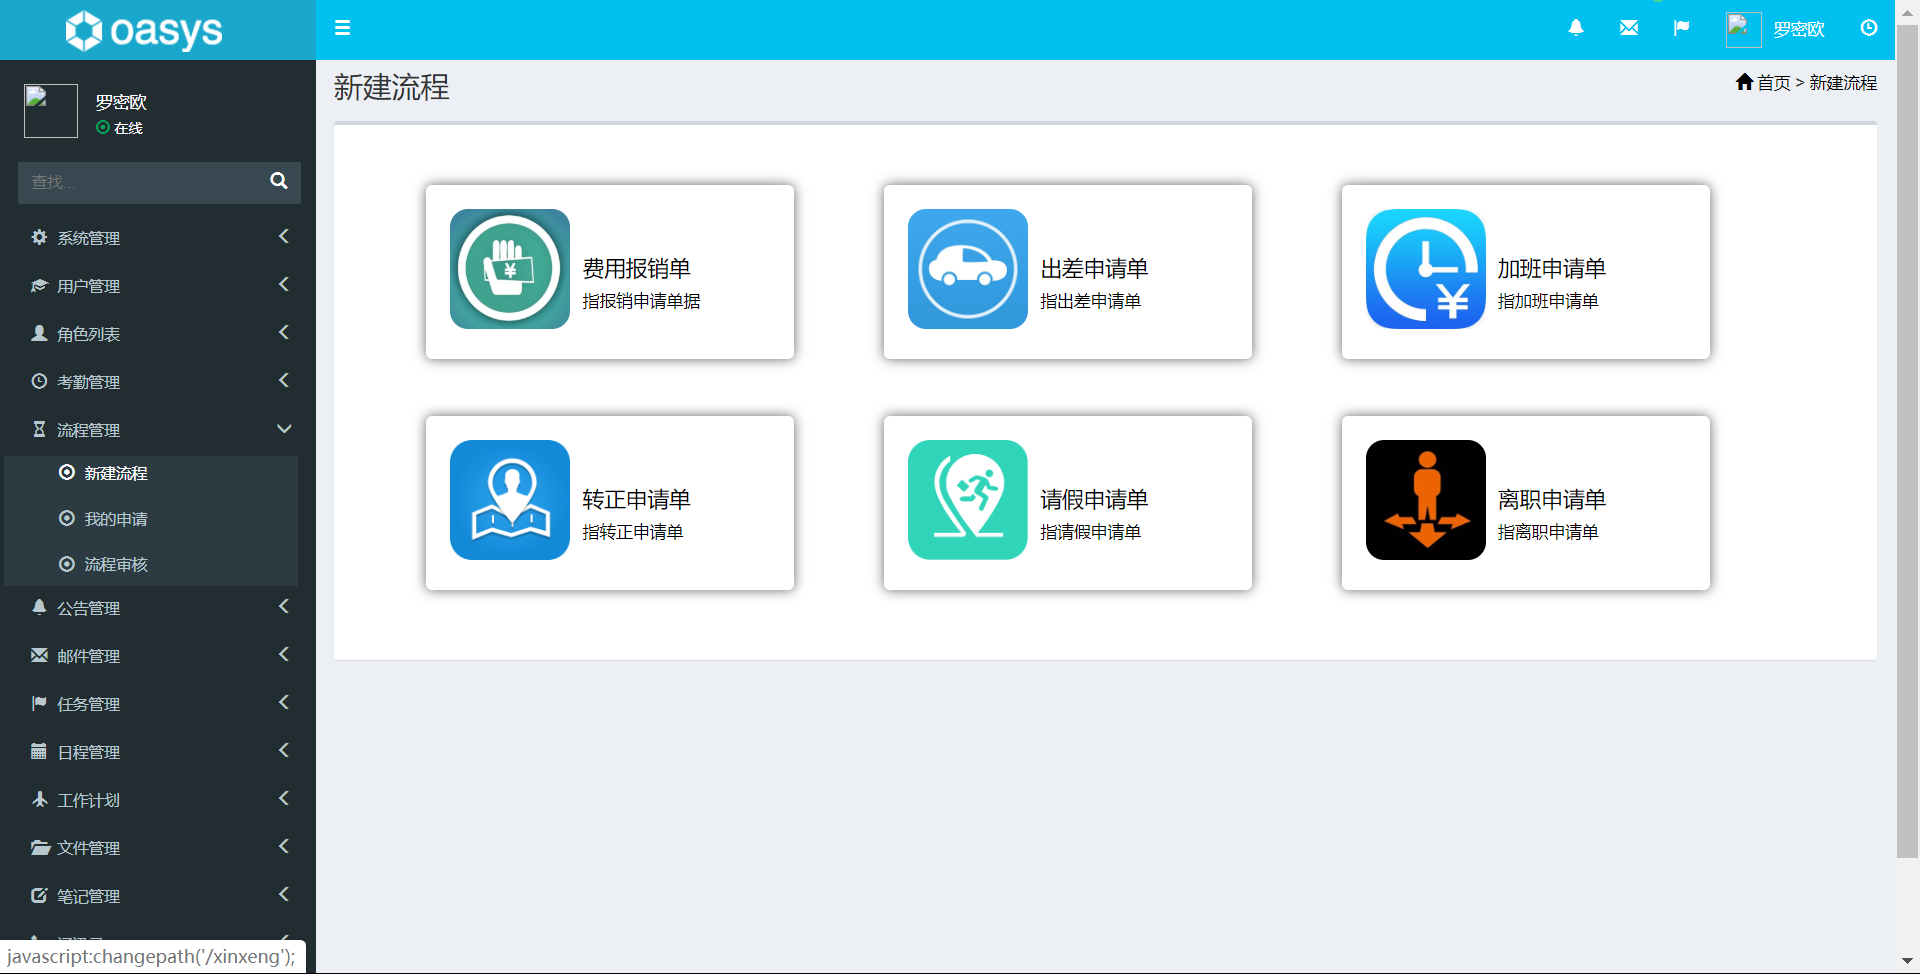 oasys
罗密欧
罗密欧
在线
查找...
系统管理
用户管理
角色列表
考勤管理
流程管理
新建流程
我的申请
流程审核
公告管理
邮件管理
任务管理
日程管理
工作计划
文件管理
笔记管理
javascript:changepath('/xinxeng');
新建流程
首页 > 新建流程
费用报销单
指报销申请单据
出差申请单
指出差申请单
加班申请单
指加班申请单
转正申请单
指转正申请单
请假申请单
指请假申请单
离职申请单
指离职申请单